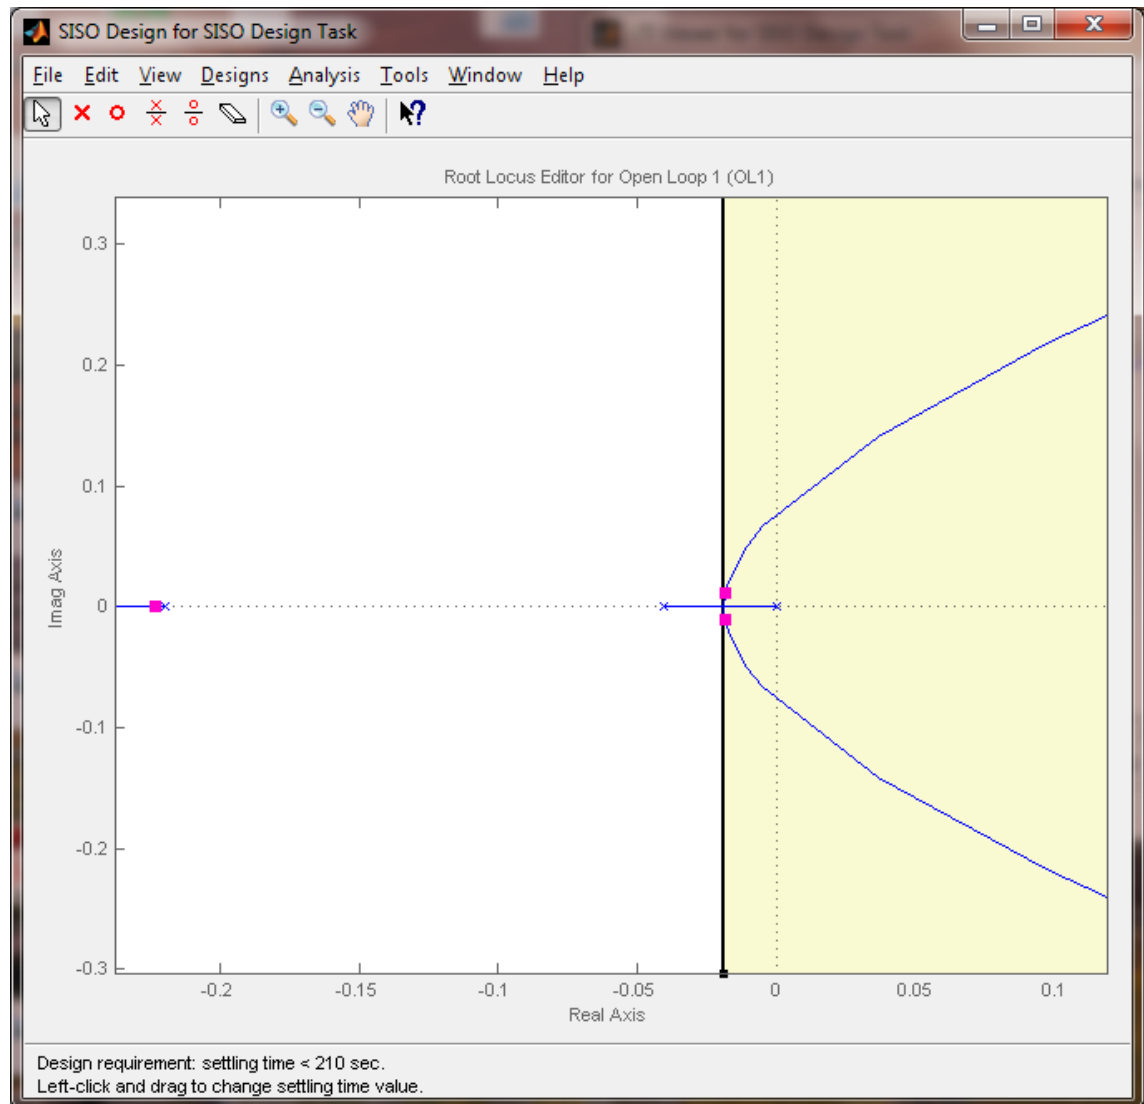 SISO Design for SISO Design Task
File Edit View Designs Analysis Tools Window Help
Root Locus Editor for Open Loop 1 (OL1)
0.3
0.2
0.1
0
-0.1
-0.2
-0.3
Imag Axis
-0.2 -0.15 -0.1 -0.05 0 0.05 0.1
Real Axis
Design requirement: settling time < 210 sec.
Left-click and drag to change settling time value.